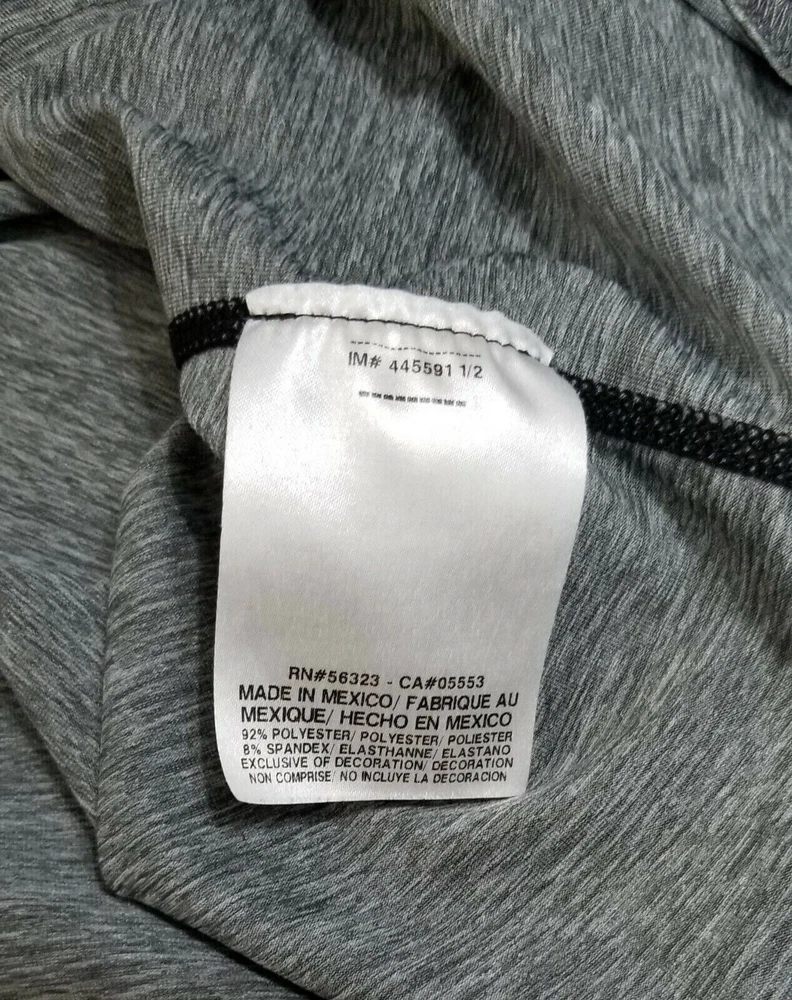 IM# 445591 1/2
RN#56323 - CA#05553
MADE IN MEXICO/ FABRIQUE AU
MEXIQUE/ HECHO EN MEXICO
92% POLYESTER/ POLYESTER/ POLIESTER
8% SPANDEX/ ELASTHANNE/ ELASTANO
EXCLUSIVE OF DECORATION/ DECORATION
NON COMPRISE/ NO INCLUYE LA DECORACION